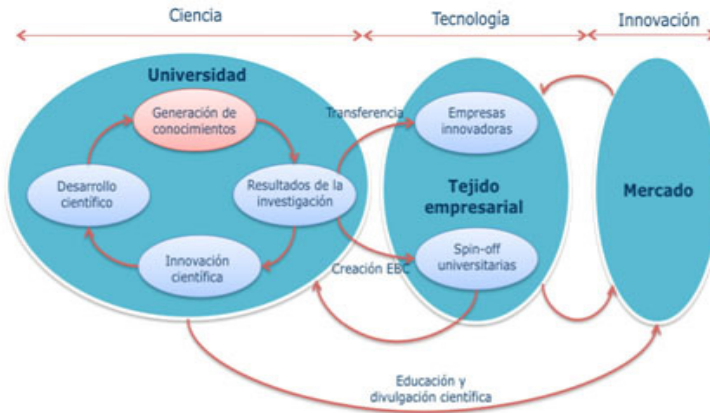 Ciencia
Tecnología
Innovación
Universidad
Generación de
conocimientos
Transferencia
Empresas
innovadoras
Desarrollo
científico
Resultados de la
investigación
Tejido
empresarial
Mercado
Innovación
científica
Creación EBC
Spin-off
universitarias
Educación y
divulgación científica